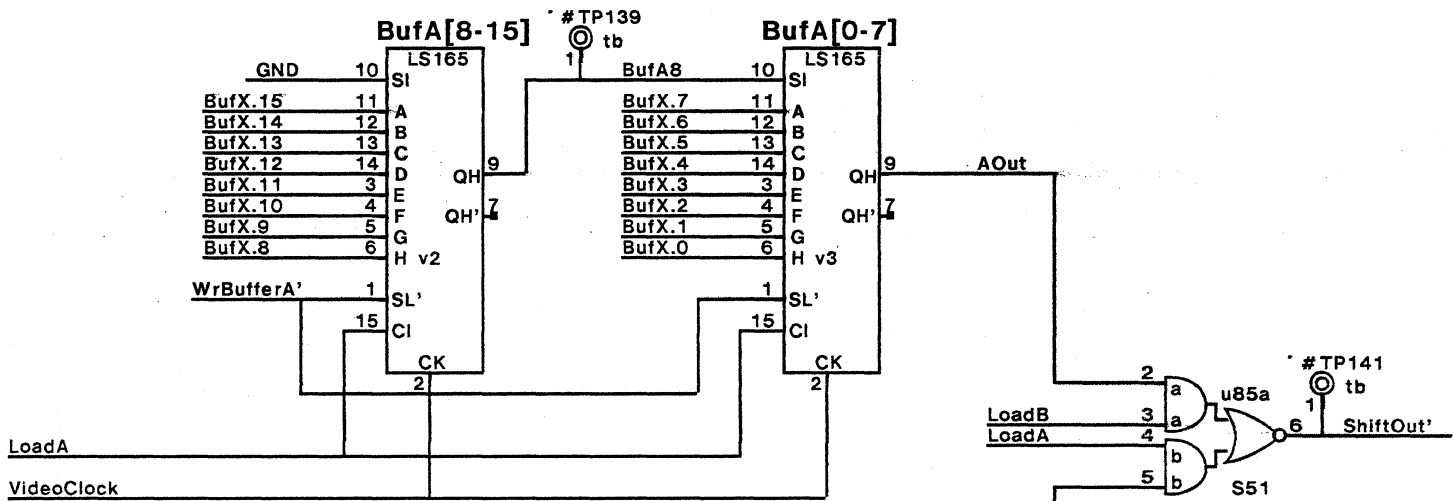 # TP139
BufA[8-15]
tb
BufA[0-7]
1
LS165
LS165
GND 10 SI
BufA8 10 SI
BufX.15 11 A
BufX.7 11 A
BufX.14 12 B
BufX.6 12 B
BufX.13 13 C
BufX.5 13 C
BufX.12 14 D
QH 9
BufX.4 14 D
QH 9
AOut
BufX.11 3 E
BufX.3 3 E
BufX.10 4 F
QH' 7
BufX.2 4 F
QH' 7
BufX.9 5 G
BufX.1 5 G
BufX.8 6 H v2
BufX.0 6 H v3
WrBufferA' 1 SL'
1 SL'
15 CI
15 CI
CK
CK
2
2
# TP141
tb
1
2 a
u85a
LoadB 3 a
LoadA 4 b
6 ShiftOut'
5 b
S51
LoadA
VideoClock